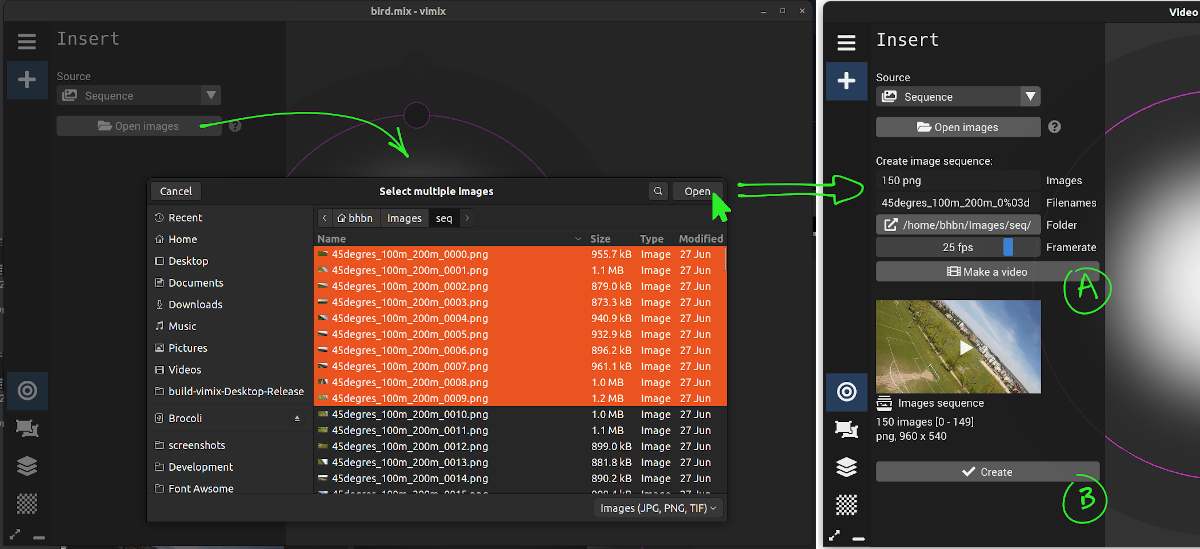 bird.mix - vimix
Insert
Source
Sequence
Open images
?
Cancel
Select multiple images
Open
Recent
Home
Desktop
Documents
Downloads
Music
Pictures
Videos
build-vimix-Desktop-Release
Brocoli
screenshots
Development
Font Awsome
bhbn
Images
seq
Name Size Type Modified
45degres_100m_200m_0000.png 955.7 kB Image 27 Jun
45degres_100m_200m_0001.png 1.1 MB Image 27 Jun
45degres_100m_200m_0002.png 879.0 kB Image 27 Jun
45degres_100m_200m_0003.png 873.3 kB Image 27 Jun
45degres_100m_200m_0004.png 940.9 kB Image 27 Jun
45degres_100m_200m_0005.png 932.9 kB Image 27 Jun
45degres_100m_200m_0006.png 896.2 kB Image 27 Jun
45degres_100m_200m_0007.png 961.1 kB Image 27 Jun
45degres_100m_200m_0008.png 1.0 MB Image 27 Jun
45degres_100m_200m_0009.png 1.2 MB Image 27 Jun
45degres_100m_200m_0010.png 1.0 MB Image 27 Jun
45degres_100m_200m_0011.png 1.1 MB Image 27 Jun
45degres_100m_200m_0012.png 899.0 kB Image 27 Jun
45degres_100m_200m_0013.png 881.8 kB Image 27 Jun
45degres_100m_200m_0014.png 890.2 kB Image 27 Jun
Images (JPG, PNG, TIF)
Video
Insert
Source
Sequence
Open images
?
Create image sequence:
150 png Images
45degres_100m_200m_0%03d Filenames
/home/bhbn/Images/seq/ Folder
25 fps Framerate
Make a video
A
Images sequence
150 images [0 - 149]
png, 960 x 540
Create
B